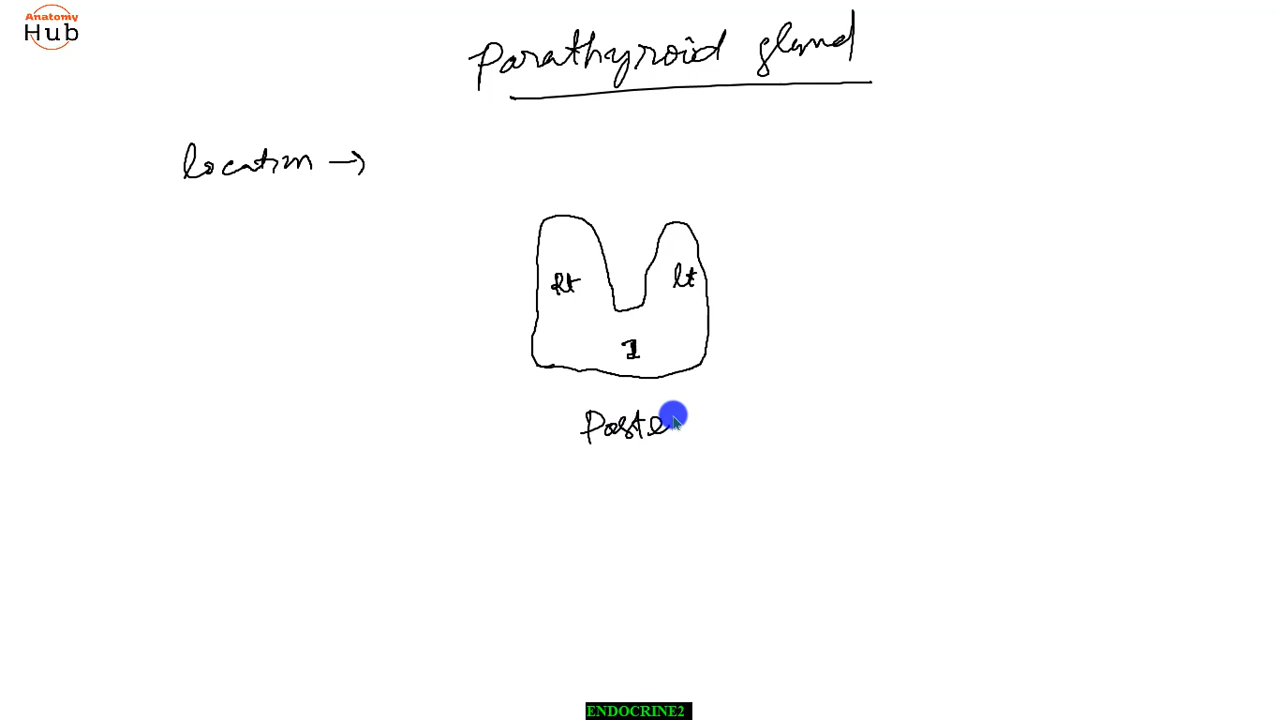 Anatomy
Hub
Parathyroid gland
location →
Rt
lt
I
Poste
ENDOCRINE2